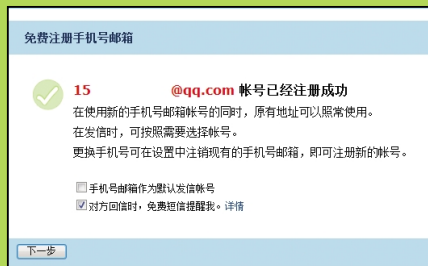 免费注册手机号邮箱
15 @qq.com 帐号已经注册成功
在使用新的手机号邮箱帐号的同时，原有地址可以照常使用。
在发信时，可按照需要选择帐号。
更换手机号可在设置中注销现有的手机号邮箱，即可注册新的帐号。
手机号邮箱作为默认发信帐号
对方回信时，免费短信提醒我。详情
下一步